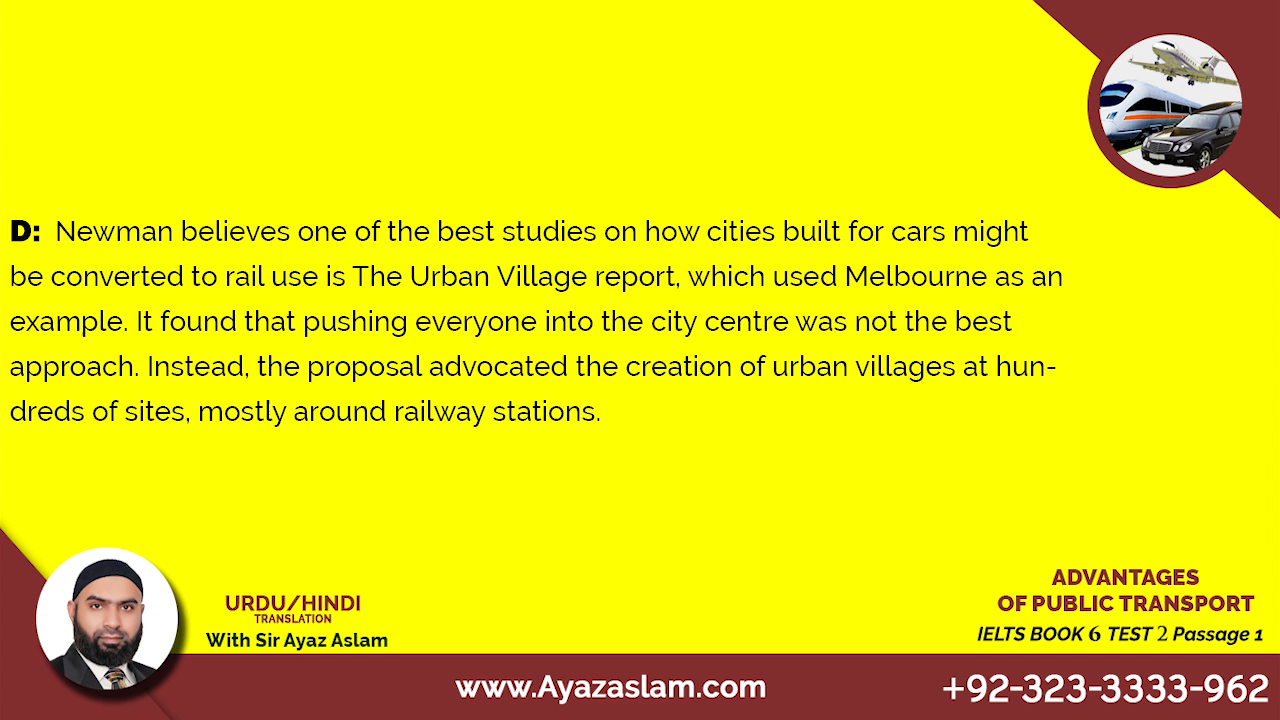 D: Newman believes one of the best studies on how cities built for cars might
be converted to rail use is The Urban Village report, which used Melbourne as an
example. It found that pushing everyone into the city centre was not the best
approach. Instead, the proposal advocated the creation of urban villages at hun-
dreds of sites, mostly around railway stations.
URDU/HINDI
TRANSLATION
With Sir Ayaz Aslam
ADVANTAGES
OF PUBLIC TRANSPORT
IELTS BOOK 6 TEST 2 Passage 1
www.Ayazaslam.com
+92-323-3333-962